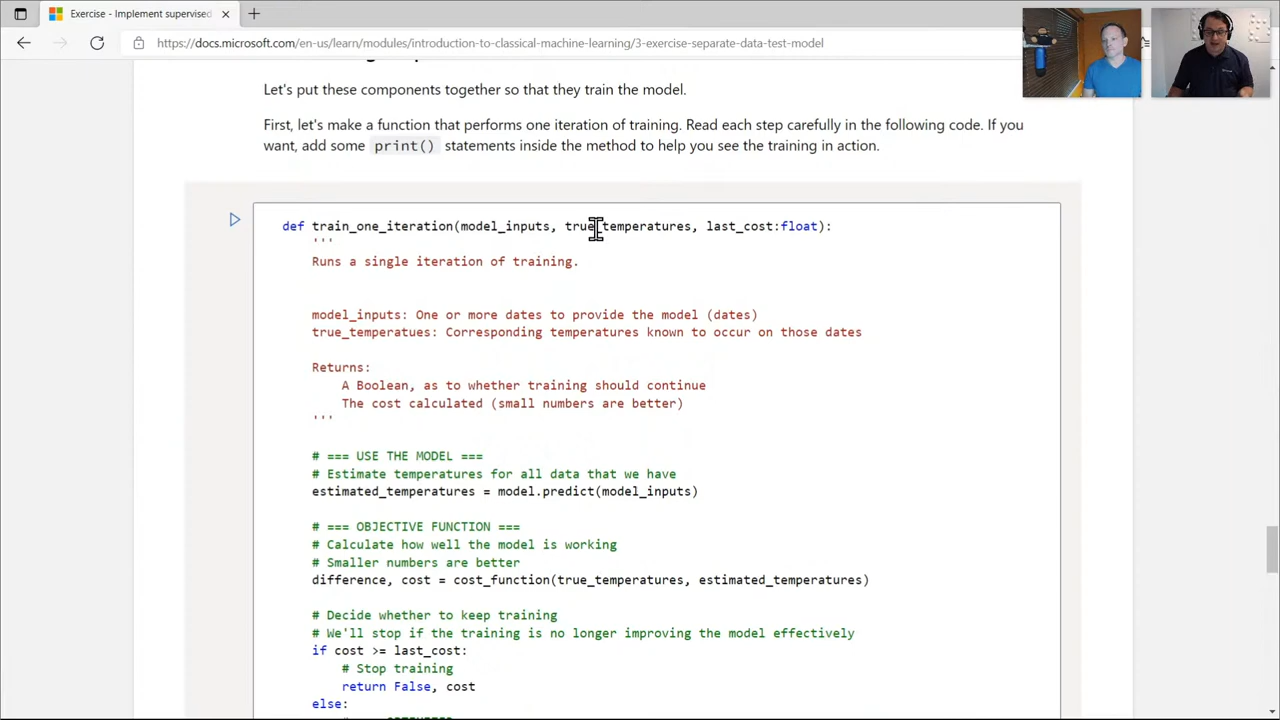 Exercise - Implement supervised
https://docs.microsoft.com/en-us/learn/modules/introduction-to-classical-machine-learning/3-exercise-separate-data-test-model
Let's put these components together so that they train the model.
First, let's make a function that performs one iteration of training. Read each step carefully in the following code. If you
want, add some print() statements inside the method to help you see the training in action.
def train_one_iteration(model_inputs, true_temperatures, last_cost:float):
'''
Runs a single iteration of training.
model_inputs: One or more dates to provide the model (dates)
true_temperatues: Corresponding temperatures known to occur on those dates
Returns:
A Boolean, as to whether training should continue
The cost calculated (small numbers are better)
'''
# === USE THE MODEL ===
# Estimate temperatures for all data that we have
estimated_temperatures = model.predict(model_inputs)
# === OBJECTIVE FUNCTION ===
# Calculate how well the model is working
# Smaller numbers are better
difference, cost = cost_function(true_temperatures, estimated_temperatures)
# Decide whether to keep training
# We'll stop if the training is no longer improving the model effectively
if cost >= last_cost:
# Stop training
return False, cost
else: